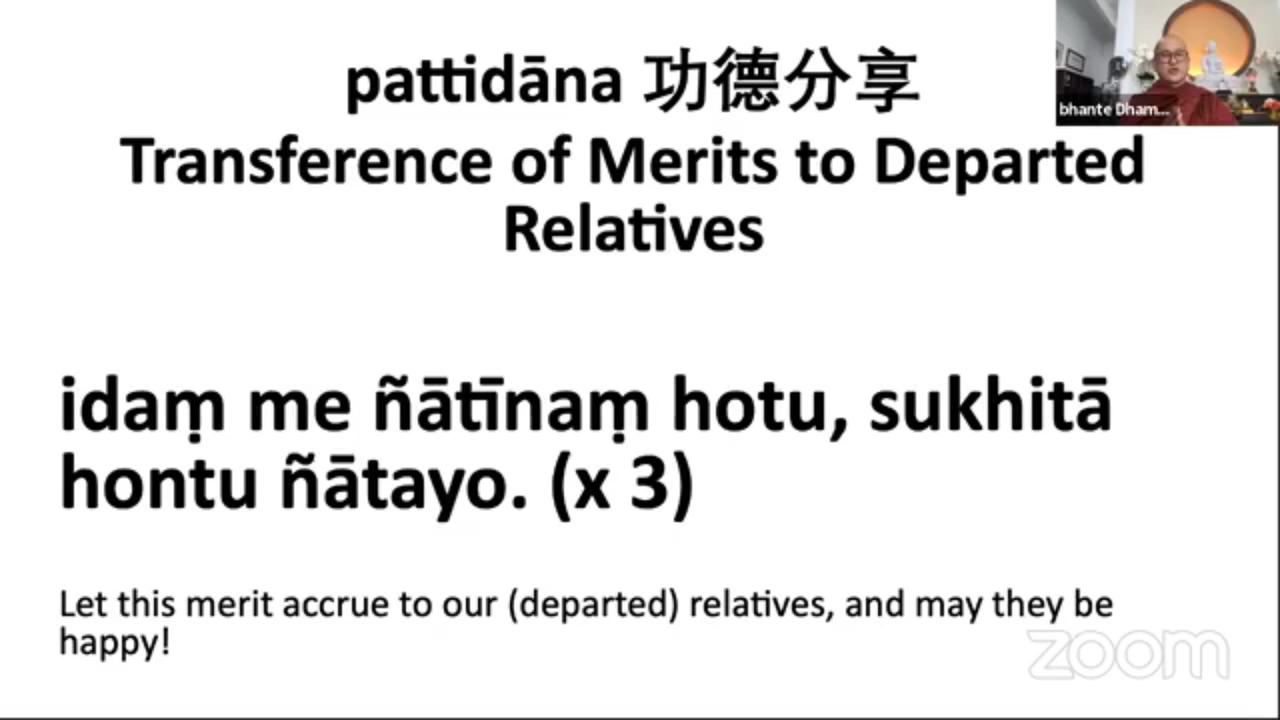 pattidāna 功德分享
Transference of Merits to Departed
Relatives
idaṃ me ñātīnaṃ hotu, sukhitā
hontu ñātayo. (x 3)
Let this merit accrue to our (departed) relatives, and may they be
happy!
bhante Dham...
zoom